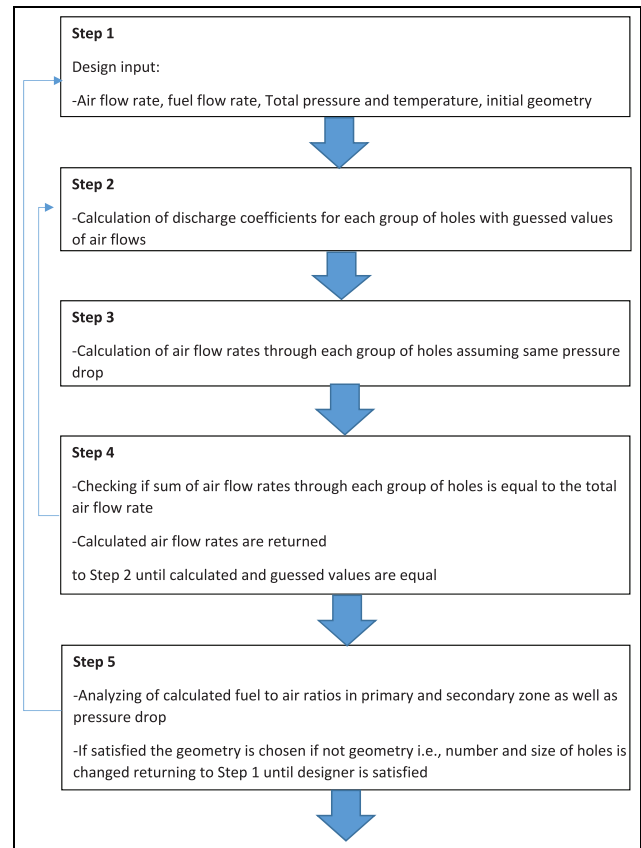 Step 1
Design input:
-Air flow rate, fuel flow rate, Total pressure and temperature, initial geometry
Step 2
-Calculation of discharge coefficients for each group of holes with guessed values
of air flows
Step 3
-Calculation of air flow rates through each group of holes assuming same pressure
drop
Step 4
-Checking if sum of air flow rates through each group of holes is equal to the total
air flow rate
-Calculated air flow rates are returned
to Step 2 until calculated and guessed values are equal
Step 5
-Analyzing of calculated fuel to air ratios in primary and secondary zone as well as
pressure drop
-If satisfied the geometry is chosen if not geometry i.e., number and size of holes is
changed returning to Step 1 until designer is satisfied